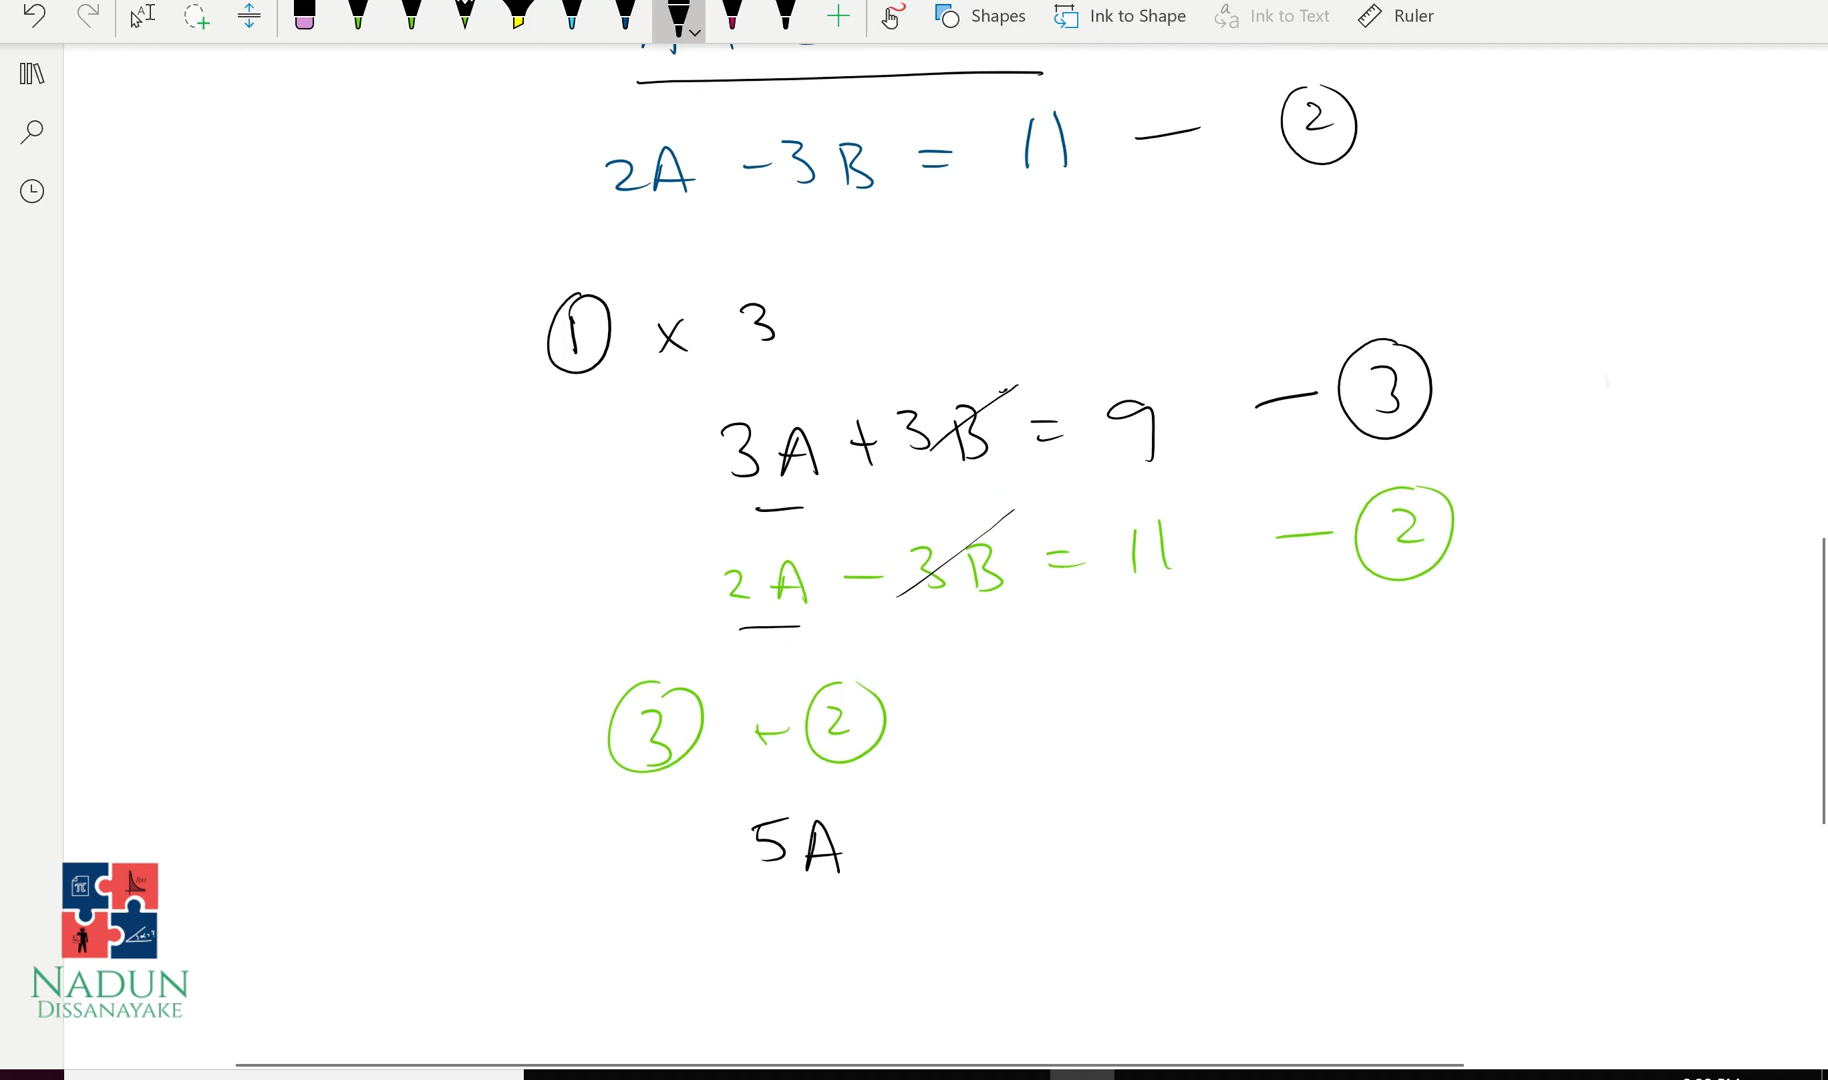 Shapes Ink to Shape Ink to Text Ruler
2A - 3B = 11 — ②
① x 3
3A + 3B = 9 — ③
2A - 3B = 11 — ②
③ + ②
5A
NADUN
DISSANAYAKE